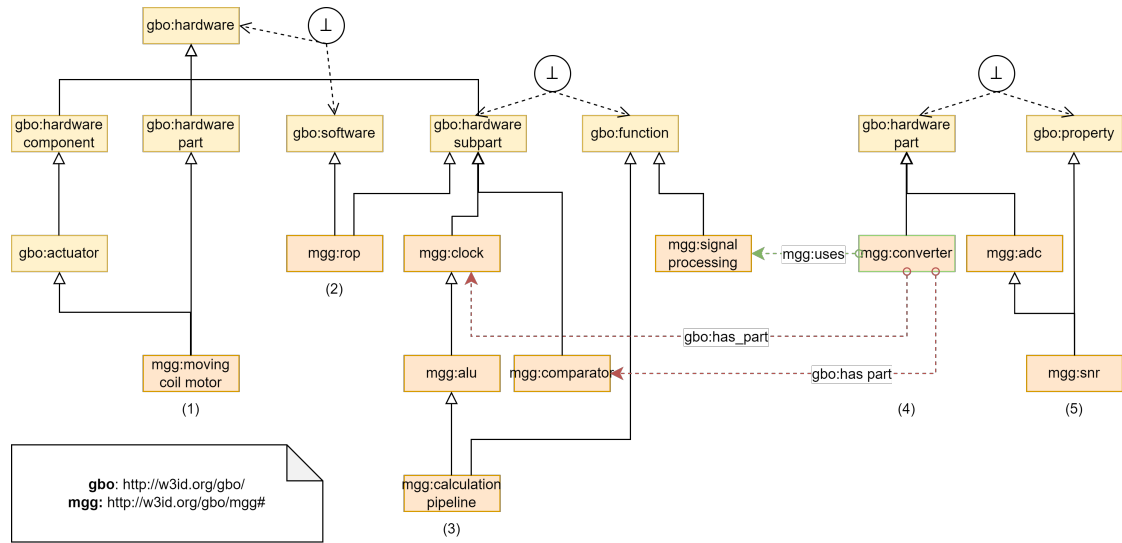 gbo:hardware
⊥
⊥
⊥
gbo:hardware
component
gbo:hardware
part
gbo:software
gbo:hardware
subpart
gbo:function
gbo:hardware
part
gbo:property
gbo:actuator
mgg:rop
mgg:clock
mgg:signal
processing
mgg:uses
mgg:converter
mgg:adc
(2)
gbo:has_part
mgg:moving
coil motor
mgg:alu
mgg:comparator
gbo:has part
mgg:snr
(1)
(4)
(5)
gbo: http://w3id.org/gbo/
mgg: http://w3id.org/gbo/mgg#
mgg:calculation
pipeline
(3)